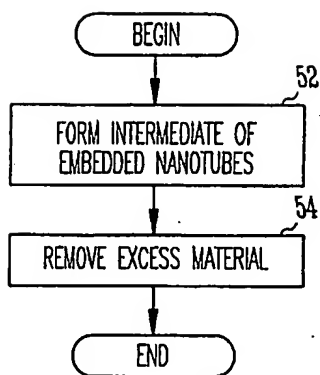 BEGIN
52
FORM INTERMEDIATE OF
EMBEDDED NANOTUBES
54
REMOVE EXCESS MATERIAL
END